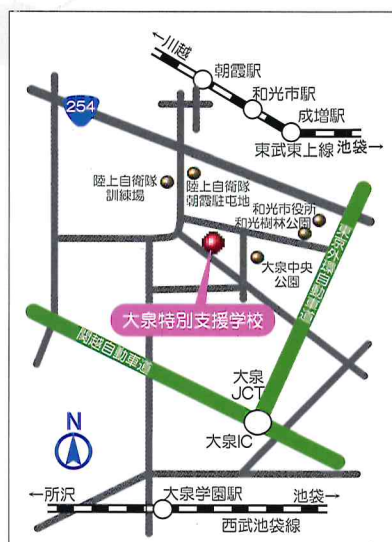 ←川越
朝霞駅
和光市駅
成増駅
254
東武東上線
池袋→
陸上自衛隊
訓練場
陸上自衛隊
朝霞駐屯地
和光市役所
和光樹林公園
大泉中央
公園
東京外環自動車道
大泉特別支援学校
関越自動車道
大泉
JCT
大泉IC
N
←所沢
大泉学園駅
池袋→
西武池袋線